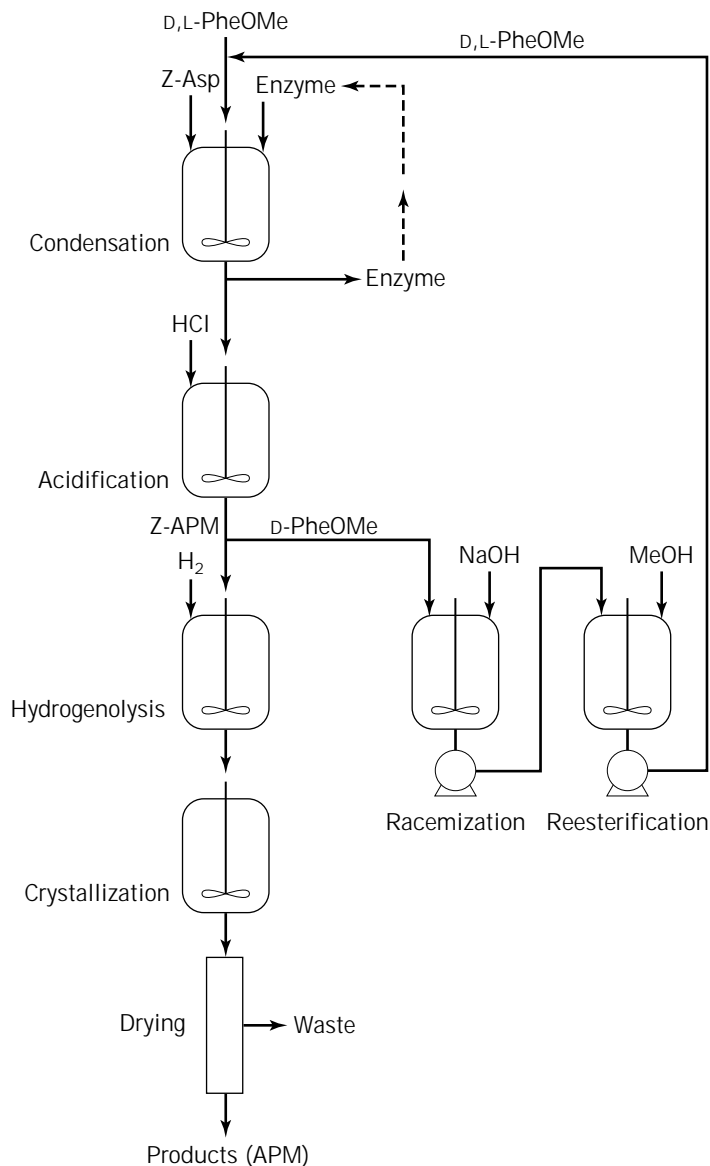 D,L-PheOMe
D,L-PheOMe
Z-Asp
Enzyme
Condensation
Enzyme
HCl
Acidification
Z-APM
D-PheOMe
H₂
NaOH
MeOH
Hydrogenolysis
Racemization
Reesterification
Crystallization
Drying
Waste
Products (APM)